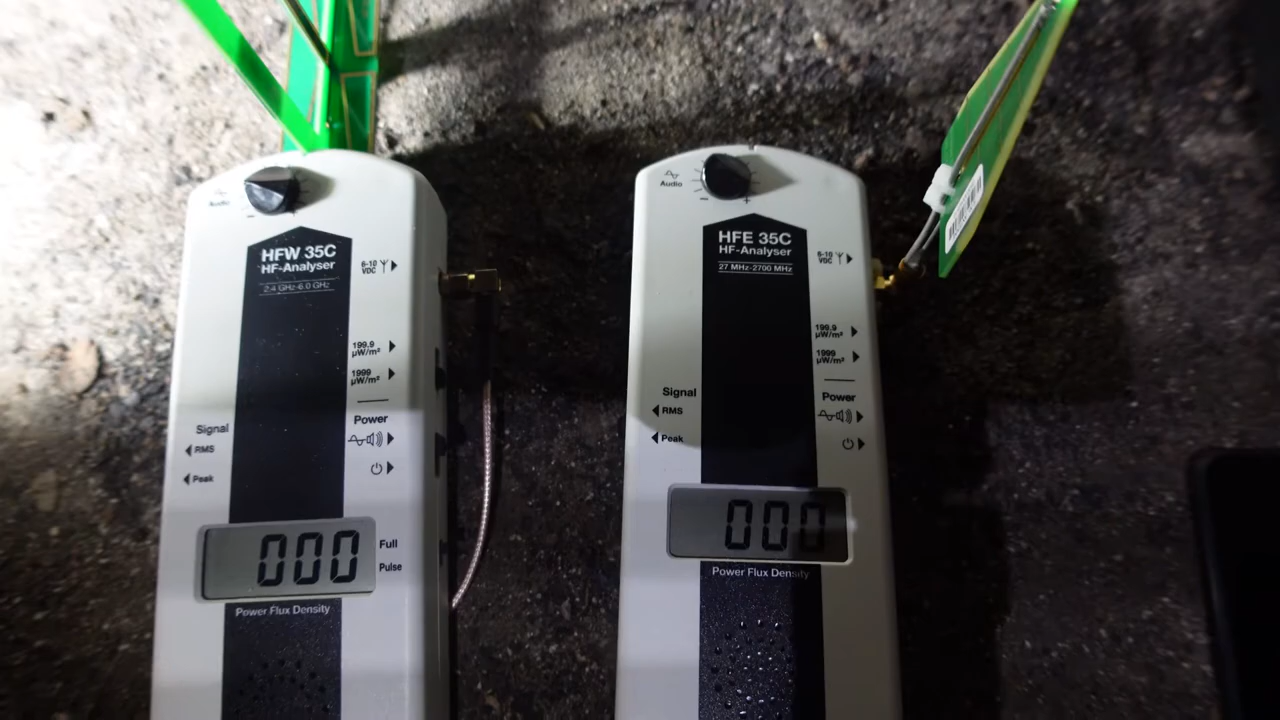 Audio
HFW 35C
HF-Analyser
2.4 GHz-6.0 GHz
6-10
VDC
199.9
µW/m²
1999
µW/m²
Power
Signal
RMS
Peak
000
Full
Pulse
Power Flux Density
Audio
− +
HFE 35C
HF-Analyser
27 MHz-2700 MHz
6-10
VDC
199.9
µW/m²
1999
µW/m²
Signal
RMS
Peak
Power
000
Power Flux Density